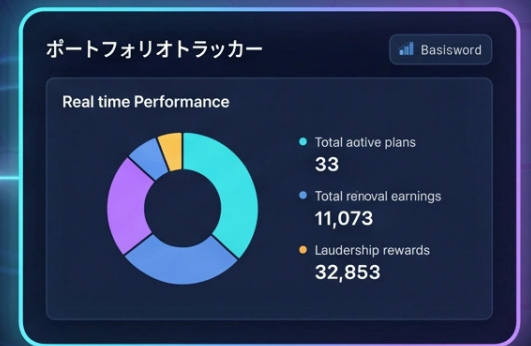 ポートフォリオトラッカー
Basisword
Real time Performance
Total aotive plans
33
Total renoval earnings
11,073
Laudership rewards
32,853